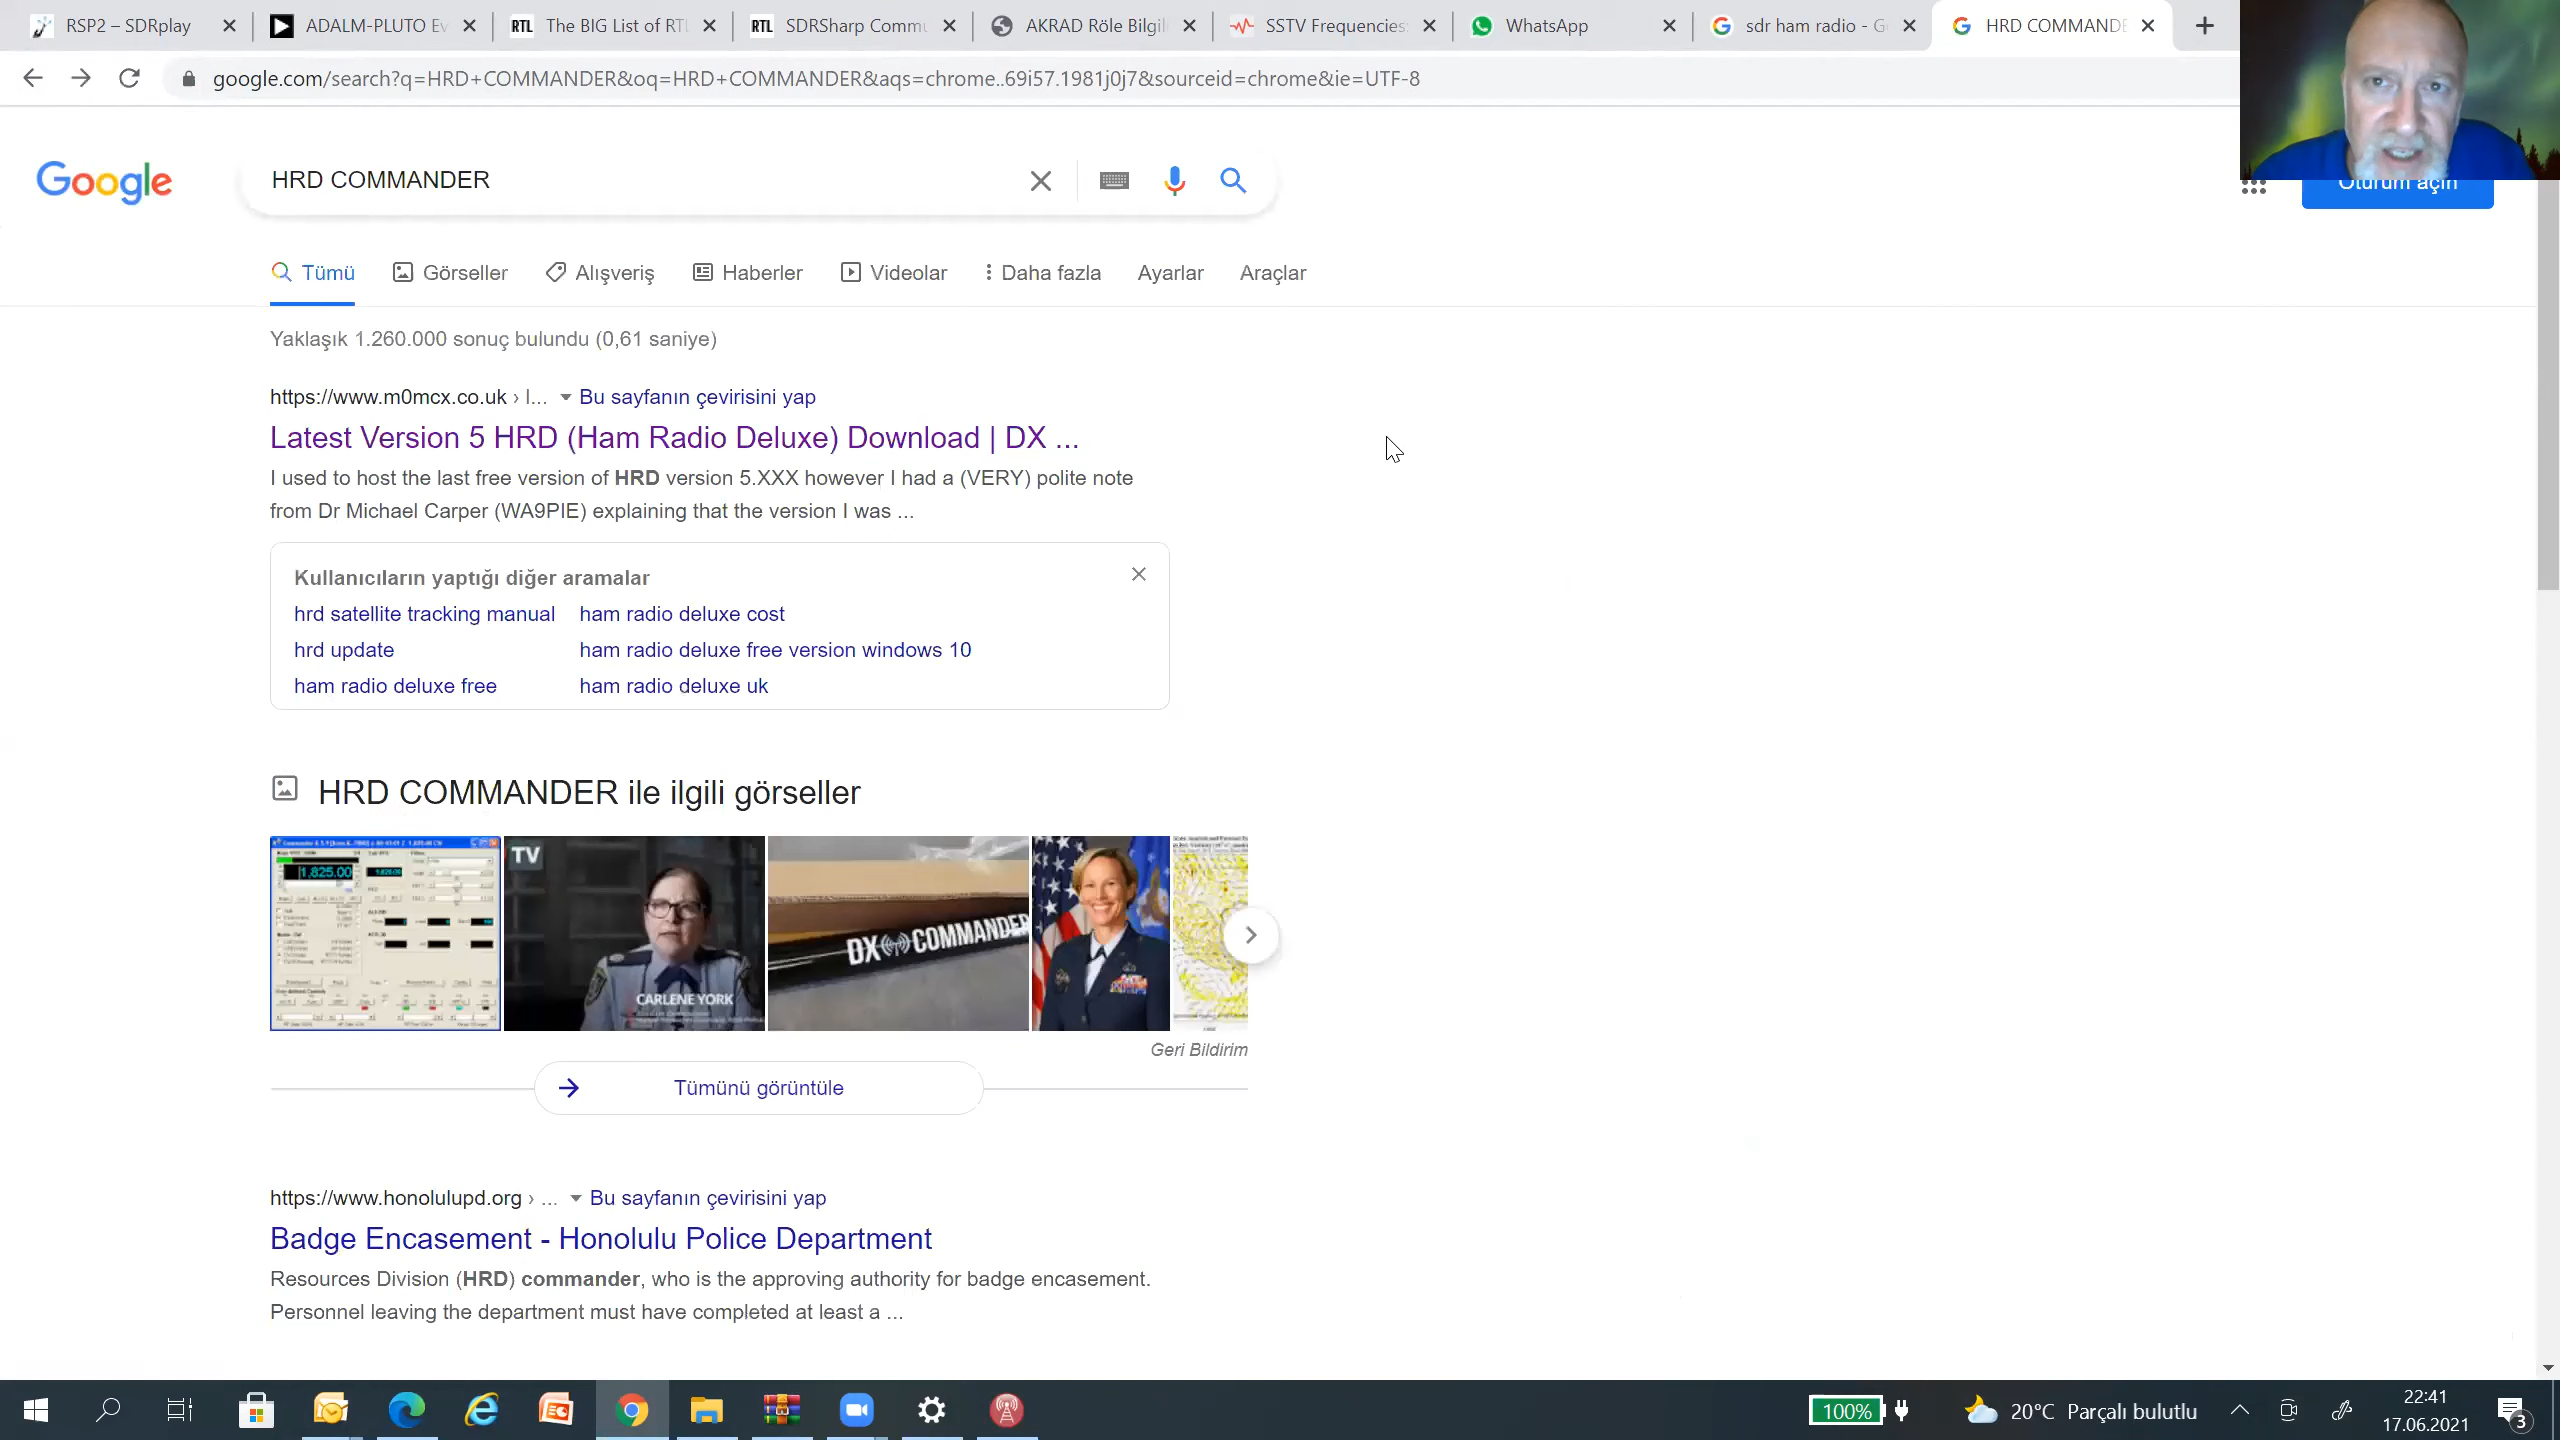 RSP2 – SDRplay
ADALM-PLUTO Ev
The BIG List of RTL
SDRSharp Commu
AKRAD Röle Bilgil
SSTV Frequencies:
WhatsApp
sdr ham radio - G
HRD COMMANDE
google.com/search?q=HRD+COMMANDER&oq=HRD+COMMANDER&aqs=chrome..69i57.1981j0j7&sourceid=chrome&ie=UTF-8
Google
HRD COMMANDER
Oturum açın
Tümü Görseller Alışveriş Haberler Videolar Daha fazla Ayarlar Araçlar
Yaklaşık 1.260.000 sonuç bulundu (0,61 saniye)
https://www.m0mcx.co.uk › l... Bu sayfanın çevirisini yap
Latest Version 5 HRD (Ham Radio Deluxe) Download | DX ...
I used to host the last free version of HRD version 5.XXX however I had a (VERY) polite note
from Dr Michael Carper (WA9PIE) explaining that the version I was ...
Kullanıcıların yaptığı diğer aramalar
hrd satellite tracking manual ham radio deluxe cost
hrd update ham radio deluxe free version windows 10
ham radio deluxe free ham radio deluxe uk
HRD COMMANDER ile ilgili görseller
1,825.00
TV
CARLENE YORK
DX COMMANDER
Geri Bildirim
Tümünü görüntüle
https://www.honolulupd.org › ... Bu sayfanın çevirisini yap
Badge Encasement - Honolulu Police Department
Resources Division (HRD) commander, who is the approving authority for badge encasement.
Personnel leaving the department must have completed at least a ...
100%
20°C Parçalı bulutlu
22:41
17.06.2021
3